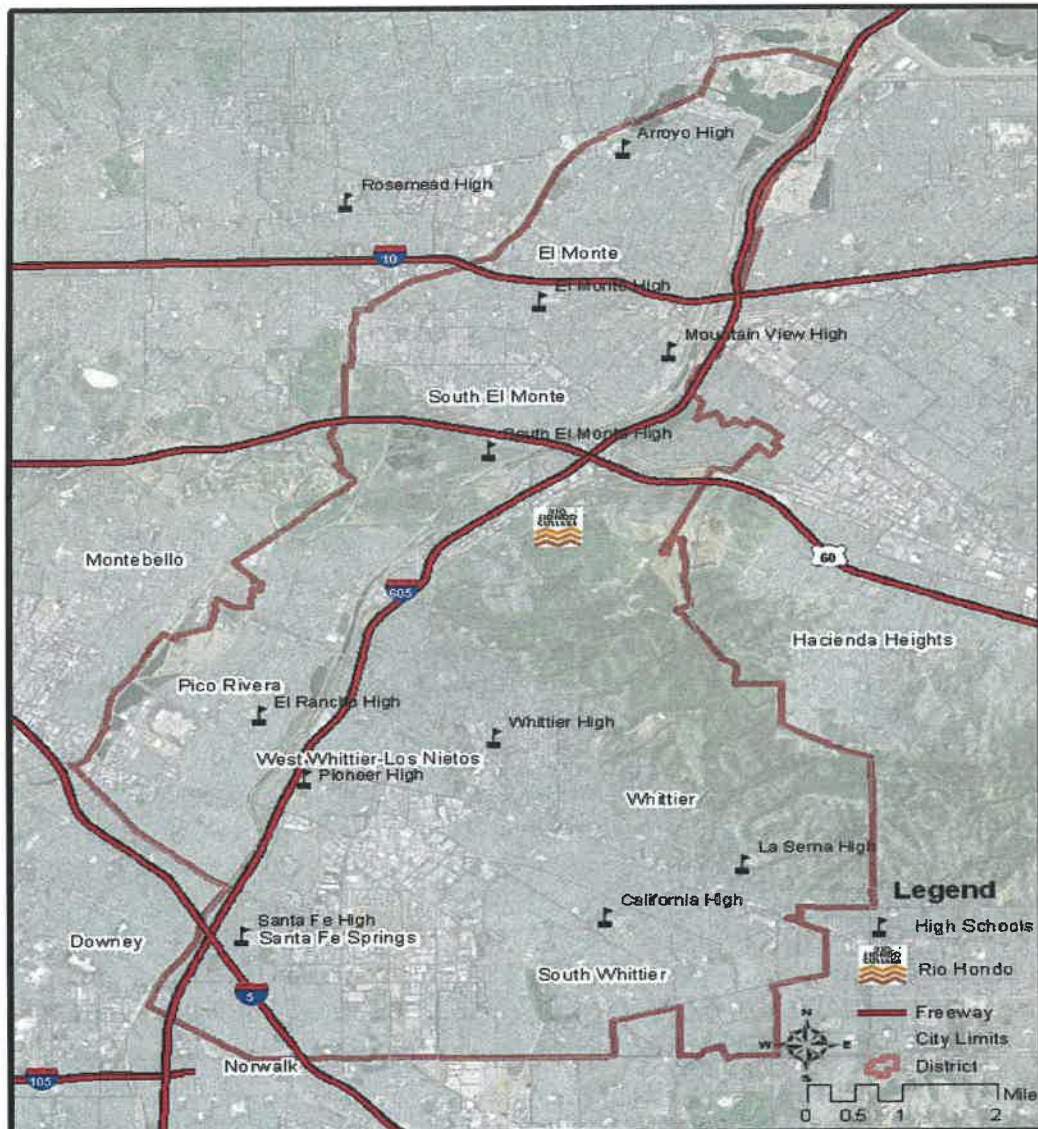 Arroyo High
Rosemead High
10
El Monte
El Monte High
Mountain View High
South El Monte
South El Monte High
RIO
HONDO
COLLEGE
Montebello
605
60
Hacienda Heights
Pico Rivera
El Rancho High
Whittier High
West Whittier-Los Nietos
Pioneer High
Whittier
La Serna High
Legend
California High
High Schools
Santa Fe High
Downey
Santa Fe Springs
Rio Hondo
South Whittier
5
Freeway
N
City Limits
W E
S
Norwalk
District
105
Mile
0 0.5 1 2